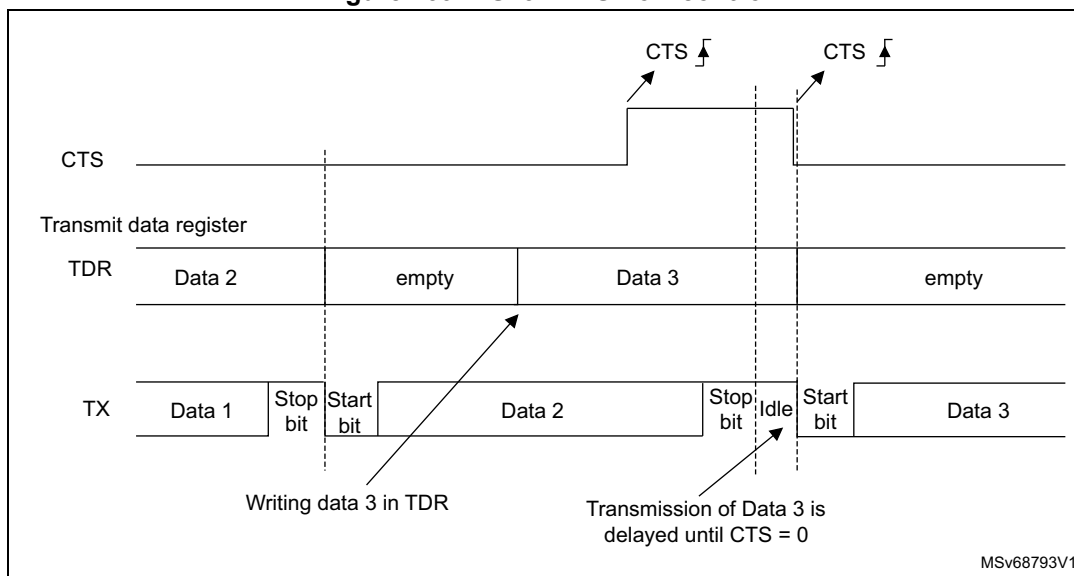 CTS CTS
CTS
Transmit data register
TDR Data 2 empty Data 3 empty
TX Data 1 Stop bit Start bit Data 2 Stop bit Idle Start bit Data 3
Writing data 3 in TDR
Transmission of Data 3 is
delayed until CTS = 0
MSv68793V1